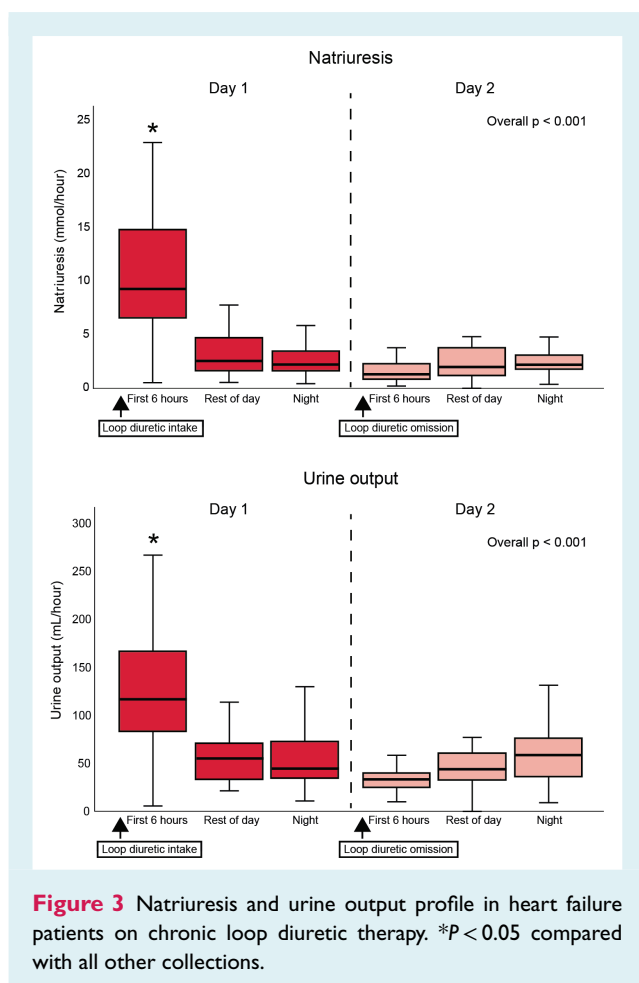 Natriuresis
Day 1 Day 2
Overall p < 0.001
*
Natriuresis (mmol/hour)
25
20
15
10
5
0
First 6 hours Rest of day Night First 6 hours Rest of day Night
Loop diuretic intake Loop diuretic omission
Urine output
Day 1 Day 2
Overall p < 0.001
*
Urine output (mL/hour)
300
250
200
150
100
50
0
First 6 hours Rest of day Night First 6 hours Rest of day Night
Loop diuretic intake Loop diuretic omission
Figure 3 Natriuresis and urine output profile in heart failure
patients on chronic loop diuretic therapy. *P < 0.05 compared
with all other collections.